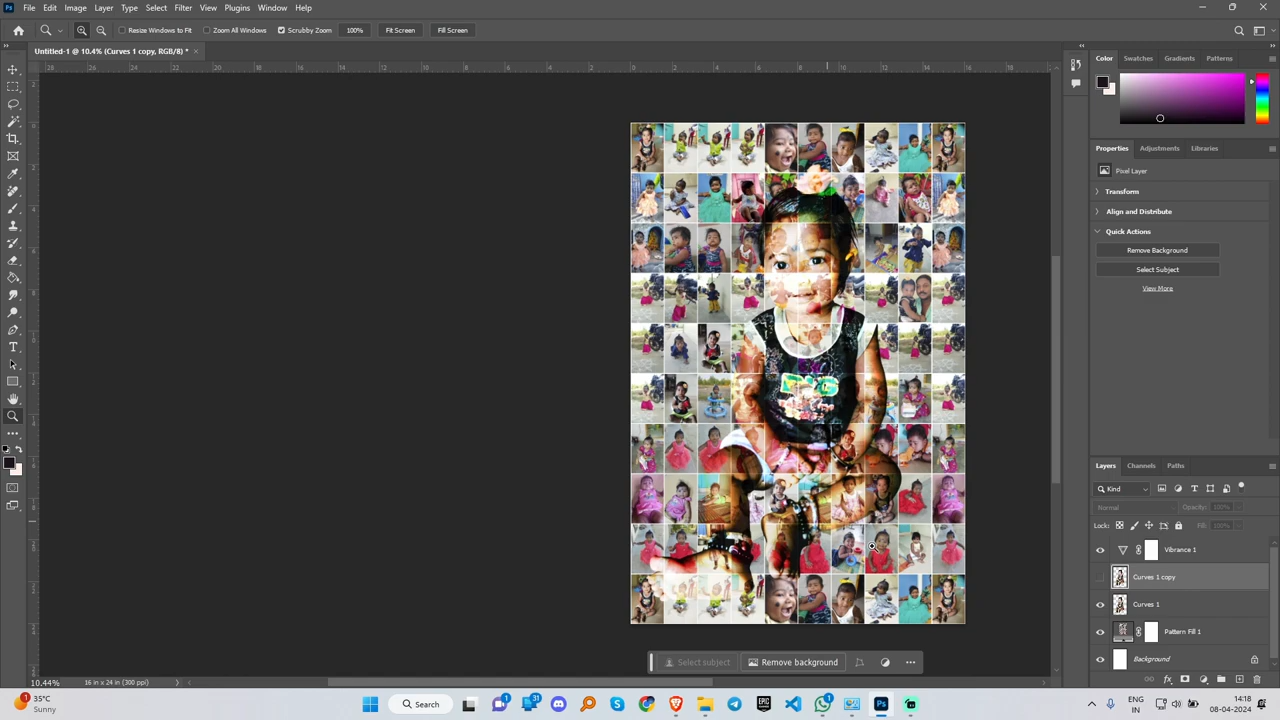 Ps File Edit Image Layer Type Select Filter View Plugins Window Help
Resize Windows to Fit Zoom All Windows Scrubby Zoom 100% Fit Screen Fill Screen
Untitled-1 @ 10.4% (Curves 1 copy, RGB/8) *
Color Swatches Gradients Patterns
Properties Adjustments Libraries
Pixel Layer
Transforms
Align and Distribute
Quick Actions
Remove Background
Select Subject
View More
Layers Channels Paths
Kind
Normal Opacity: 100%
Lock: Fill: 100%
Vibrance 1
Curves 1 copy
Curves 1
Pattern Fill 1
Background
Select subject Remove background
10.44% 16 in x 24 in (300 ppi)
35°C
Sunny
Search
ENG
IN
14:18
08-04-2024